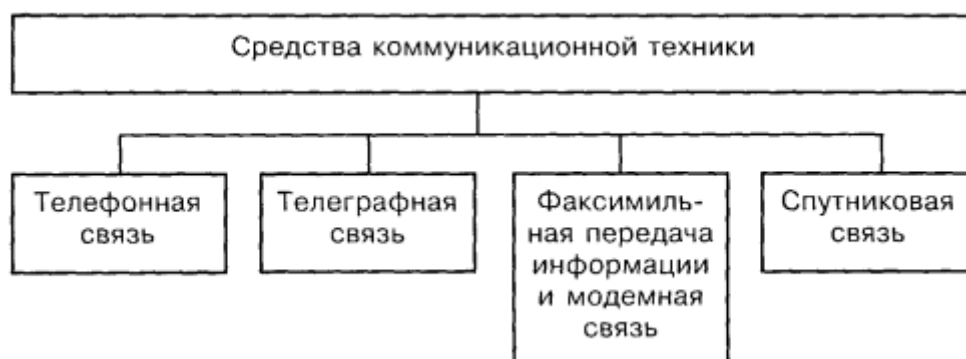 Средства коммуникационной техники
Телефонная
связь
Телеграфная
связь
Факсимиль-
ная передача
информации
и модемная
связь
Спутниковая
связь